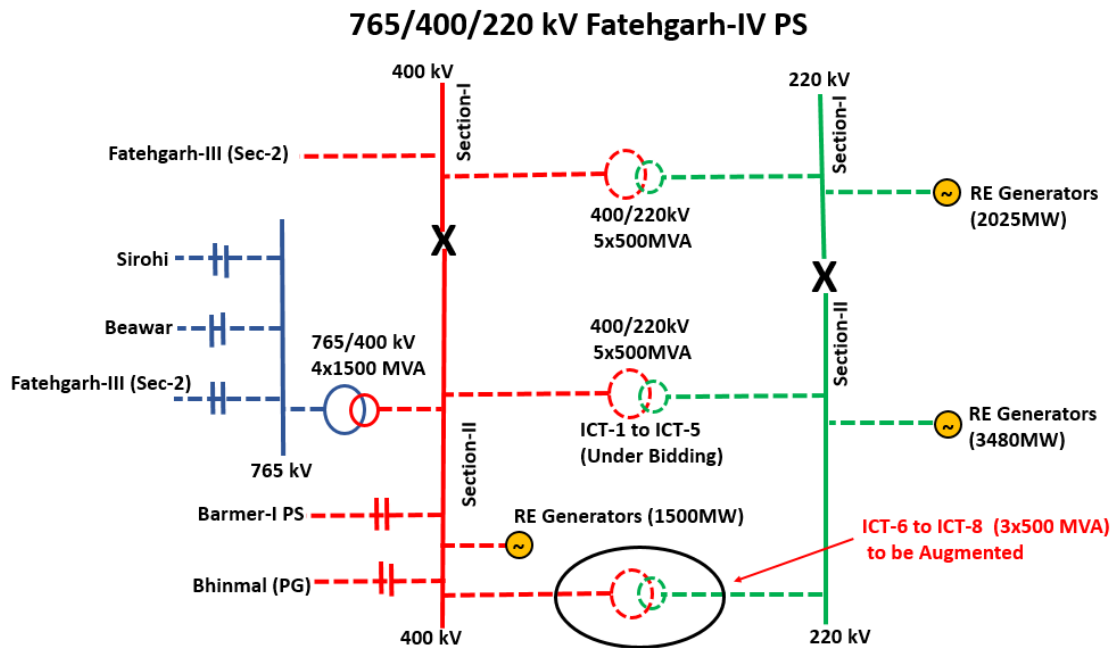 765/400/220 kV Fatehgarh-IV PS
400 kV
220 kV
Section-I
Section-I
Fatehgarh-III (Sec-2)
400/220kV
5x500MVA
~
RE Generators
(2025MW)
X
X
Sirohi
Beawar
Fatehgarh-III (Sec-2)
765/400 kV
4x1500 MVA
400/220kV
5x500MVA
Section-II
ICT-1 to ICT-5
(Under Bidding)
~
RE Generators
(3480MW)
765 kV
Section-II
Barmer-I PS
RE Generators (1500MW)
~
ICT-6 to ICT-8 (3x500 MVA)
to be Augmented
Bhinmal (PG)
400 kV
220 kV